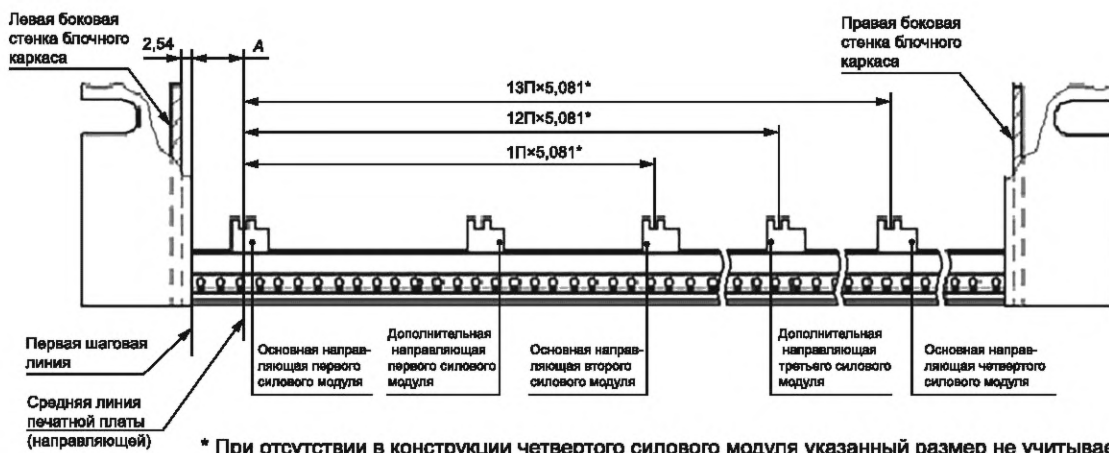 Левая боковая
стенка блочного
каркаса
2,54
А
Правая боковая
стенка блочного
каркаса
13П×5,081*
12П×5,081*
1П×5,081*
Первая шаговая
линия
Средняя линия
печатной платы
(направляющей)
Основная направ-
ляющая первого
силового модуля
Дополнительная
направляющая
первого силового
модуля
Основная направ-
ляющая второго
силового модуля
Дополнительная
направляющая
третьего силового
модуля
Основная направ-
ляющая четвертого
силового модуля
* При отсутствии в конструкции четвертого силового модуля указанный размер не учитывае